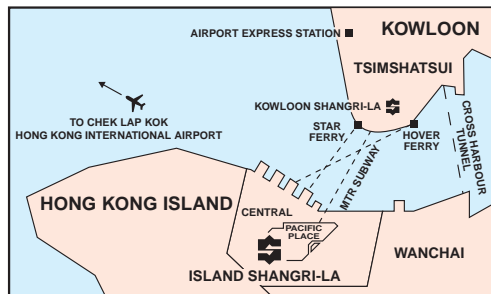 KOWLOON
AIRPORT EXPRESS STATION
TSIMSHATSUI
KOWLOON SHANGRI-LA
TO CHEK LAP KOK
HONG KONG INTERNATIONAL AIRPORT
STAR
FERRY
HOVER
FERRY
CROSS HARBOUR
TUNNEL
MTR SUBWAY
HONG KONG ISLAND
CENTRAL
PACIFIC
PLACE
WANCHAI
ISLAND SHANGRI-LA